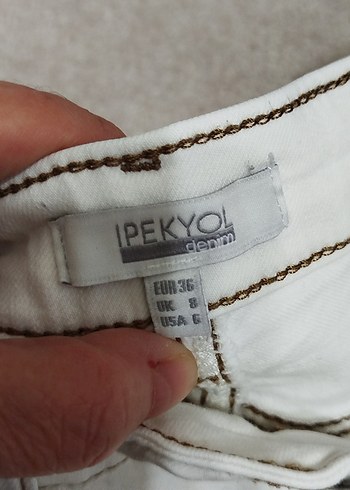 IPEKYOL
denim
EUR 36
UK 8
USA 6